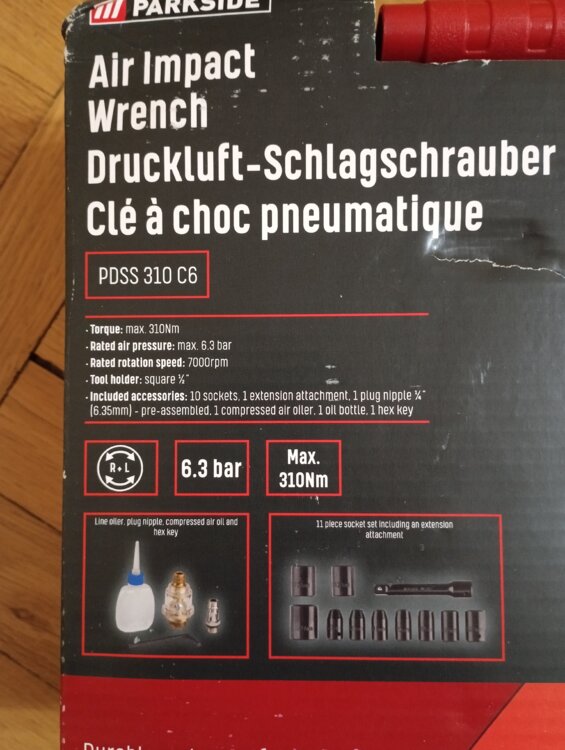 PARKSIDE
Air Impact
Wrench
Druckluft-Schlagschrauber
Clé à choc pneumatique
PDSS 310 C6
· Torque: max. 310Nm
· Rated air pressure: max. 6.3 bar
· Rated rotation speed: 7000rpm
· Tool holder: square ½"
· Included accessories: 10 sockets, 1 extension attachment, 1 plug nipple ¼"
(6.35mm) - pre-assembled, 1 compressed air oiler, 1 oil bottle, 1 hex key
R + L
6.3 bar
Max.
310Nm
Line oiler, plug nipple, compressed air oil and
hex key
11 piece socket set including an extension
attachment